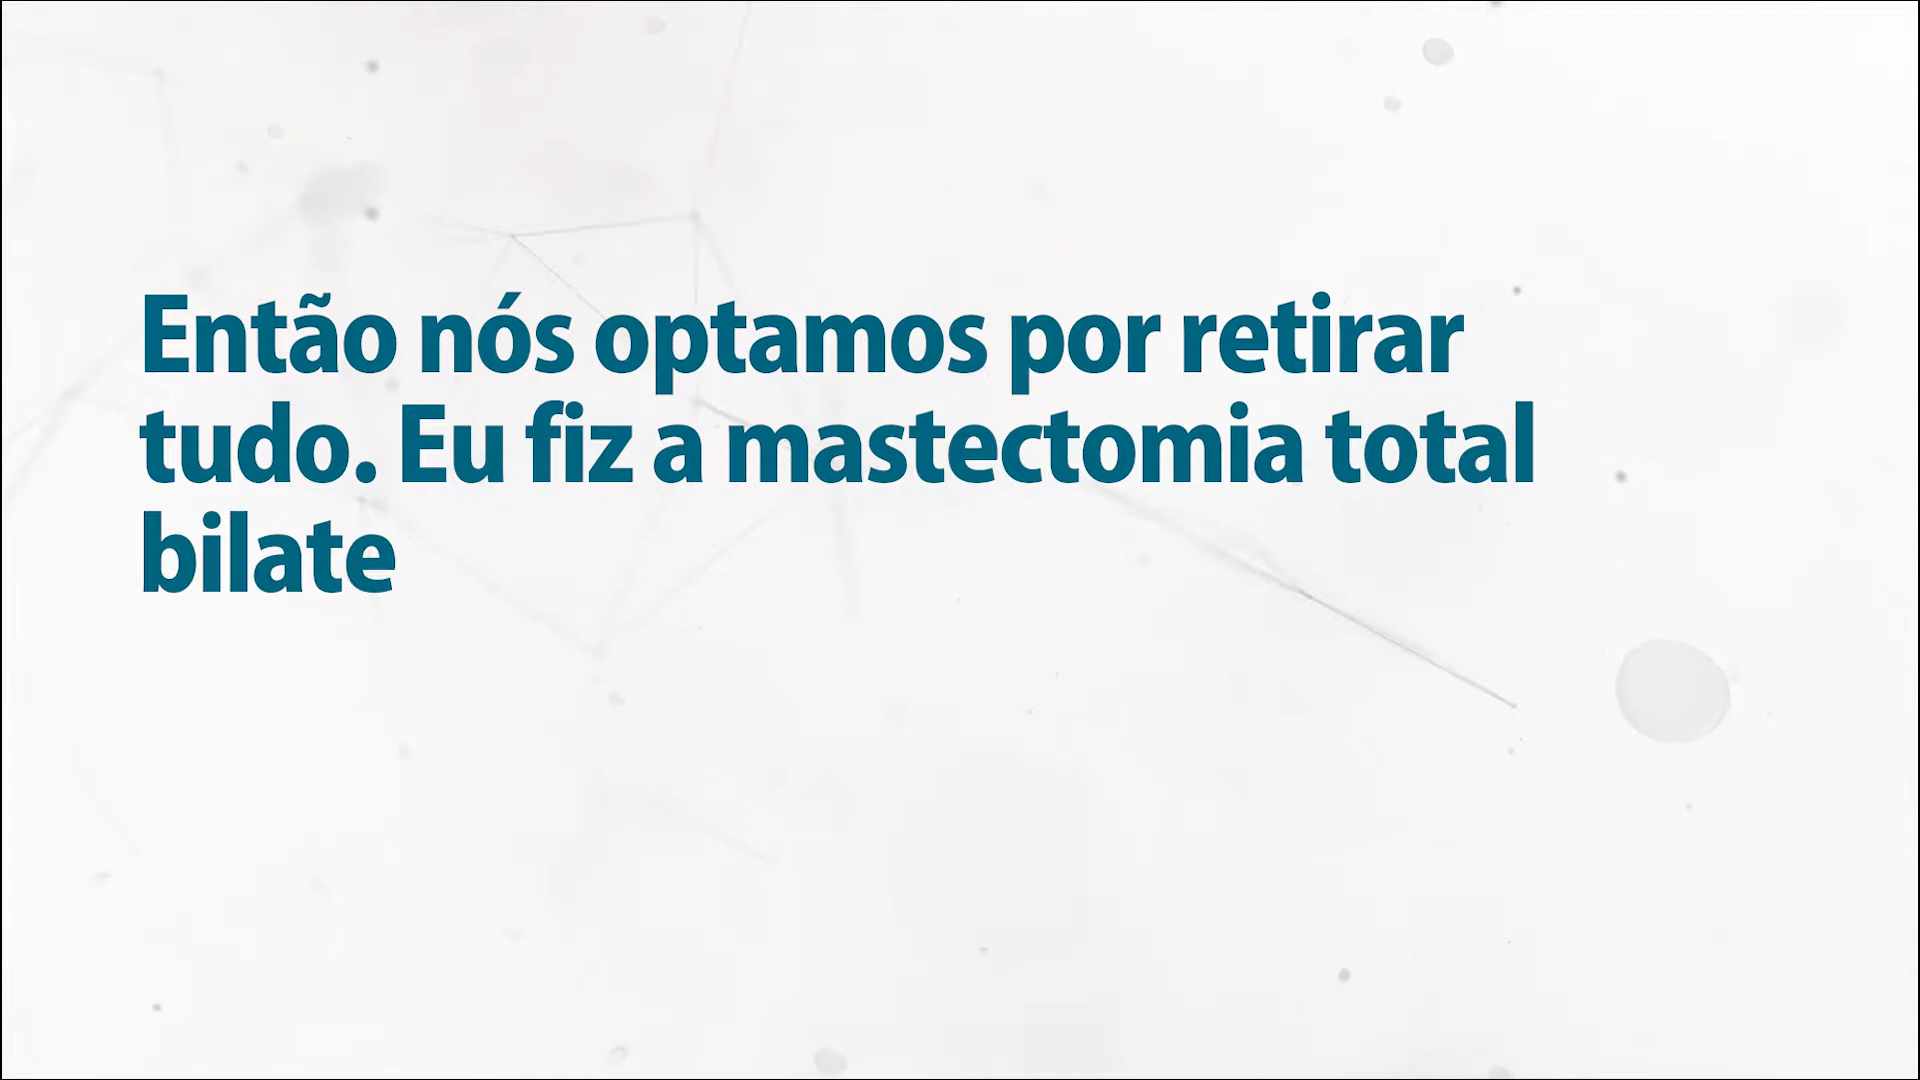 Então nós optamos por retirar
tudo. Eu fiz a mastectomia total
bilate